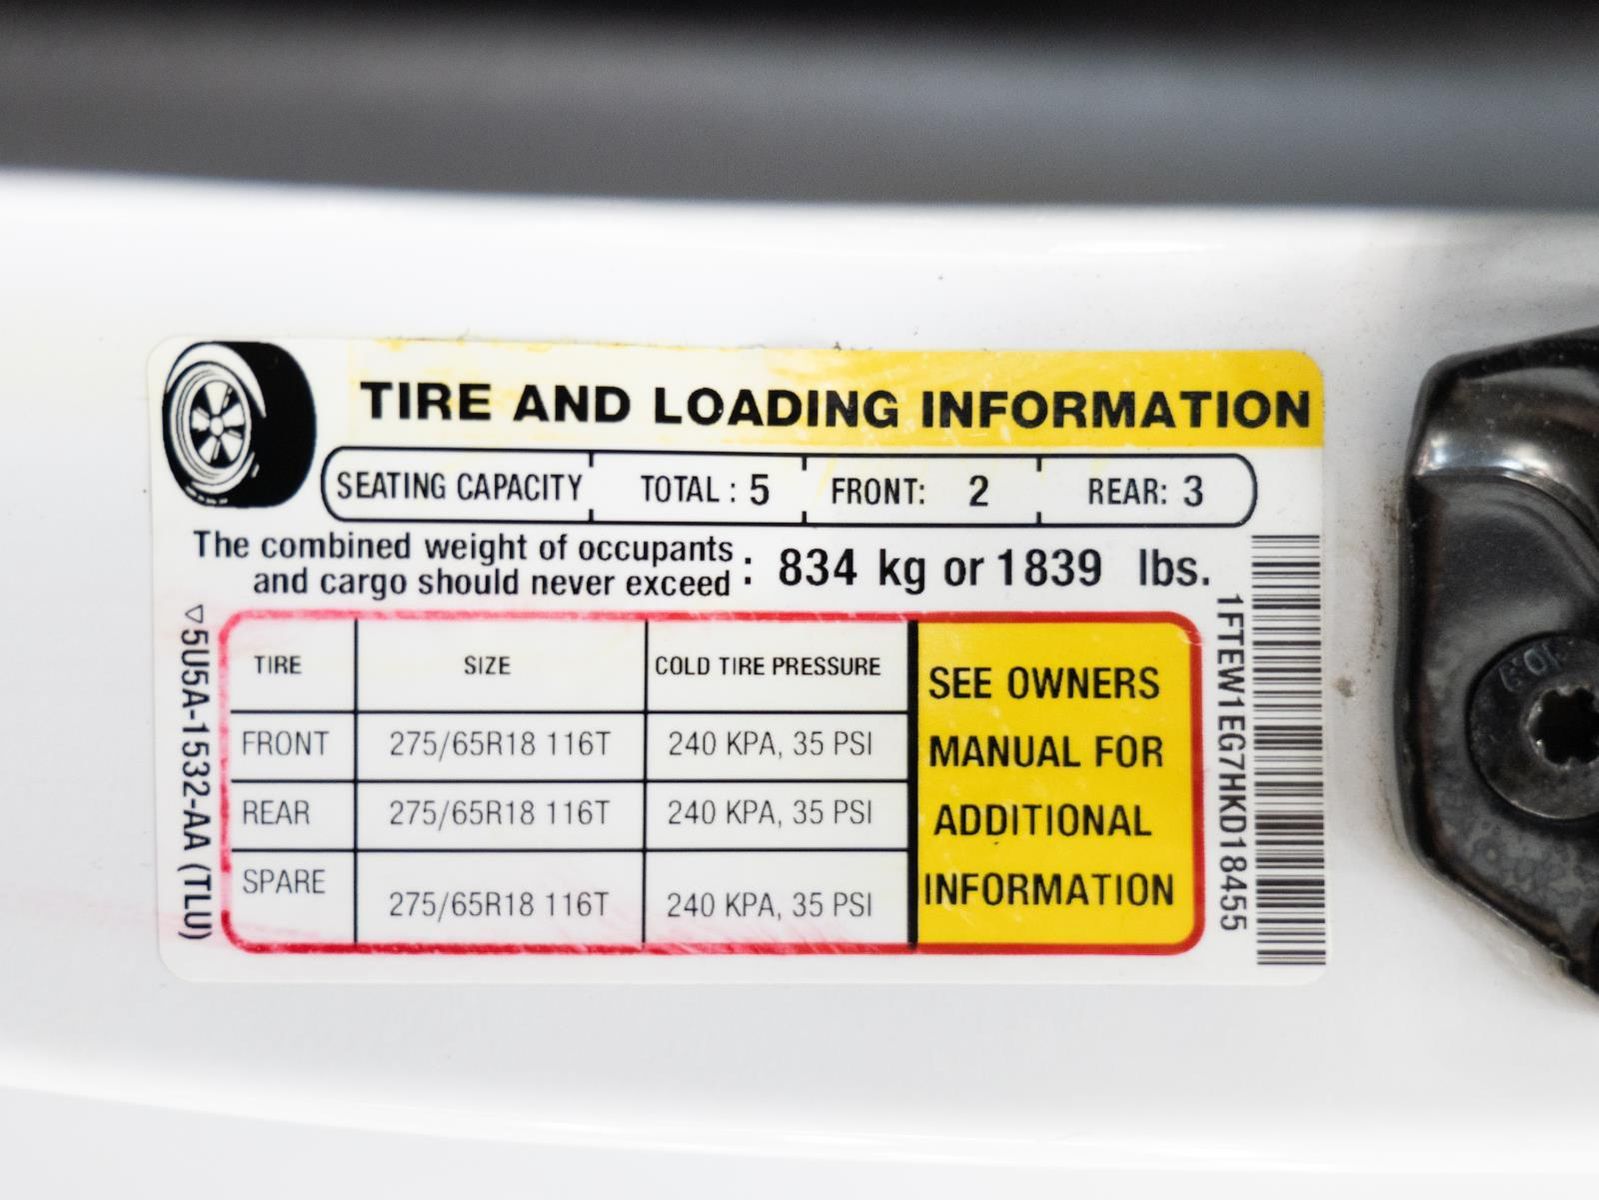 TIRE AND LOADING INFORMATION
SEATING CAPACITY TOTAL : 5 FRONT: 2 REAR: 3
The combined weight of occupants
and cargo should never exceed : 834 kg or 1839 lbs.
TIRE SIZE COLD TIRE PRESSURE
FRONT 275/65R18 116T 240 KPA, 35 PSI
REAR 275/65R18 116T 240 KPA, 35 PSI
SPARE 275/65R18 116T 240 KPA, 35 PSI
SEE OWNERS
MANUAL FOR
ADDITIONAL
INFORMATION
5U5A-1532-AA (TLU)
1FTEW1EG7HKD18455
10.9